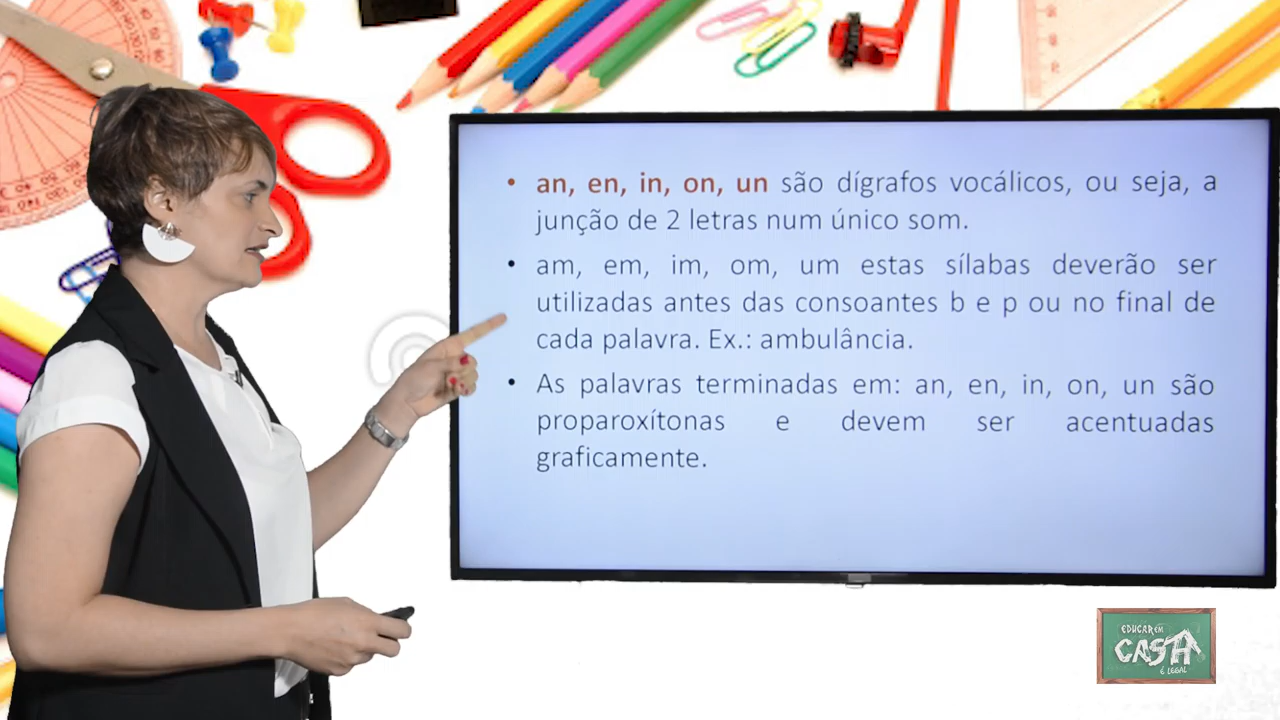 • an, en, in, on, un são dígrafos vocálicos, ou seja, a
junção de 2 letras num único som.
• am, em, im, om, um estas sílabas deverão ser
utilizadas antes das consoantes b e p ou no final de
cada palavra. Ex.: ambulância.
• As palavras terminadas em: an, en, in, on, un são
proparoxítonas e devem ser acentuadas
graficamente.
EDUCAR EM
CASA
É LEGAL